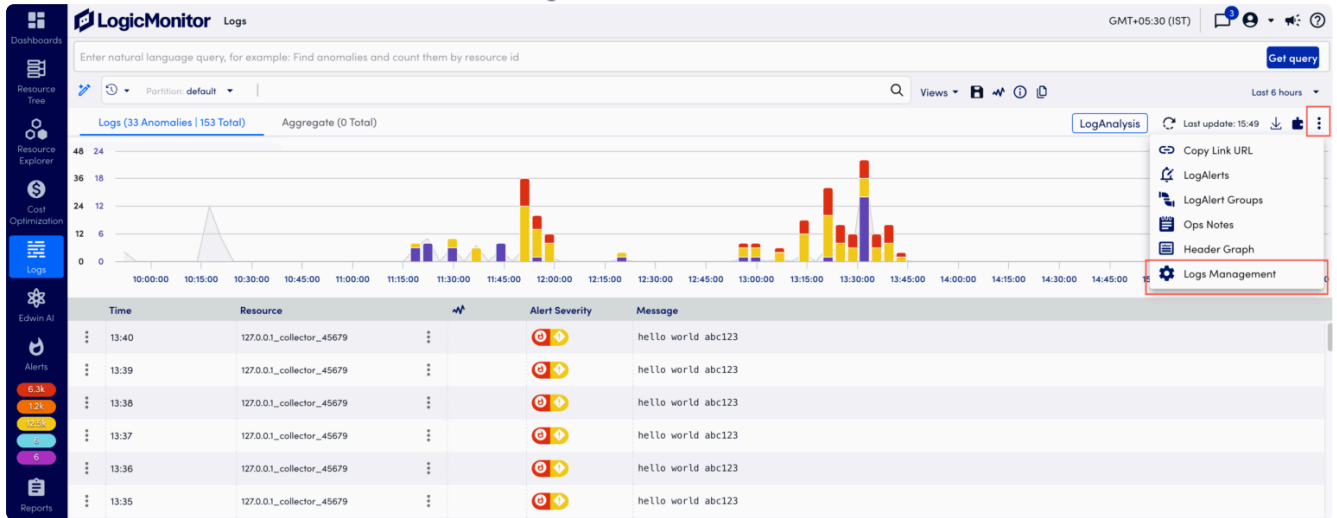 LogicMonitor Logs
GMT+05:30 (IST)
3
Dashboards
Enter natural language query, for example: Find anomalies and count them by resource id
Get query
Resource Tree
Partition: default
Views
Last 6 hours
Logs (33 Anomalies | 153 Total)
Aggregate (0 Total)
LogAnalysis
Last update: 15:49
Resource Explorer
Copy Link URL
LogAlerts
LogAlert Groups
Ops Notes
Header Graph
Logs Management
48 24
36 18
24 12
12 6
0 0
10:00:00 10:15:00 10:30:00 10:45:00 11:00:00 11:15:00 11:30:00 11:45:00 12:00:00 12:15:00 12:30:00 12:45:00 13:00:00 13:15:00 13:30:00 13:45:00 14:00:00 14:15:00 14:30:00 14:45:00
Cost Optimization
Logs
Edwin AI
Alerts
6.3k
1.2k
12.5k
6
6
Reports
Time Resource Alert Severity Message
13:40 127.0.0.1_collector_45679 hello world abc123
13:39 127.0.0.1_collector_45679 hello world abc123
13:38 127.0.0.1_collector_45679 hello world abc123
13:37 127.0.0.1_collector_45679 hello world abc123
13:36 127.0.0.1_collector_45679 hello world abc123
13:35 127.0.0.1_collector_45679 hello world abc123